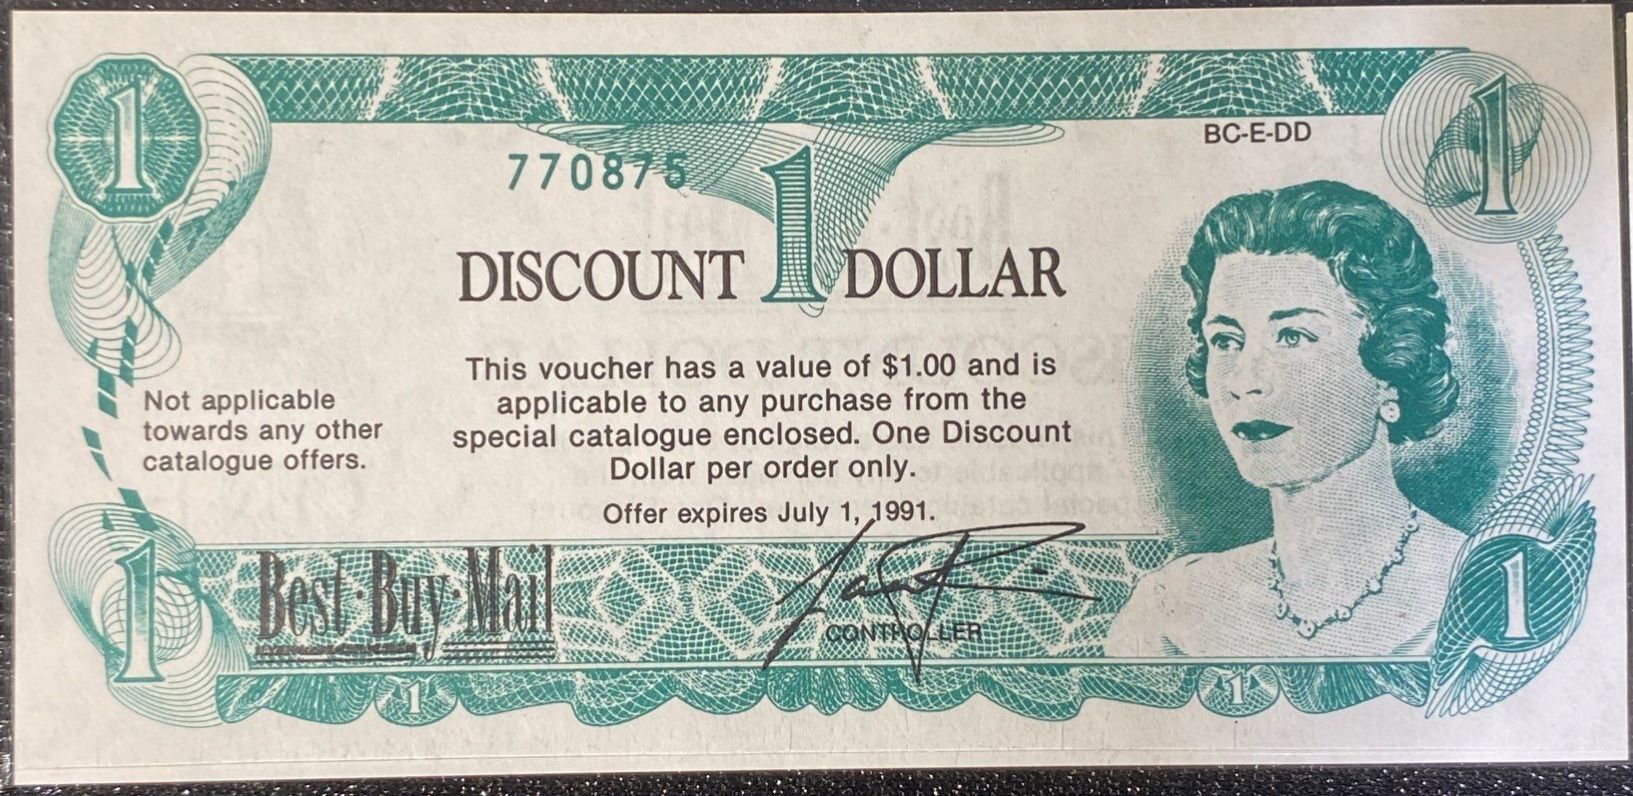 1
1
BC-E-DD
770875
DISCOUNT 1 DOLLAR
This voucher has a value of $1.00 and is
applicable to any purchase from the
special catalogue enclosed. One Discount
Dollar per order only.
Offer expires July 1, 1991.
Not applicable
towards any other
catalogue offers.
1
Best·Buy·Mail
CONTROLLER
1
1
1